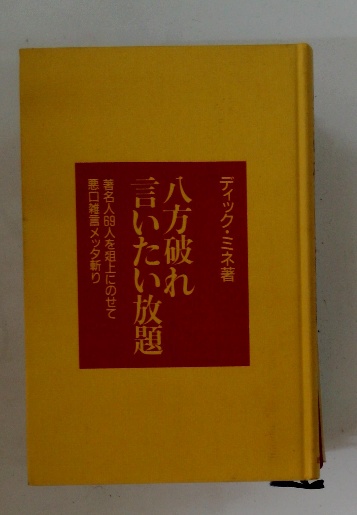 ディック・ミネ著
八方破れ
言いたい放題
著名人69人を俎上にのせて
悪口雑言メッタ斬り